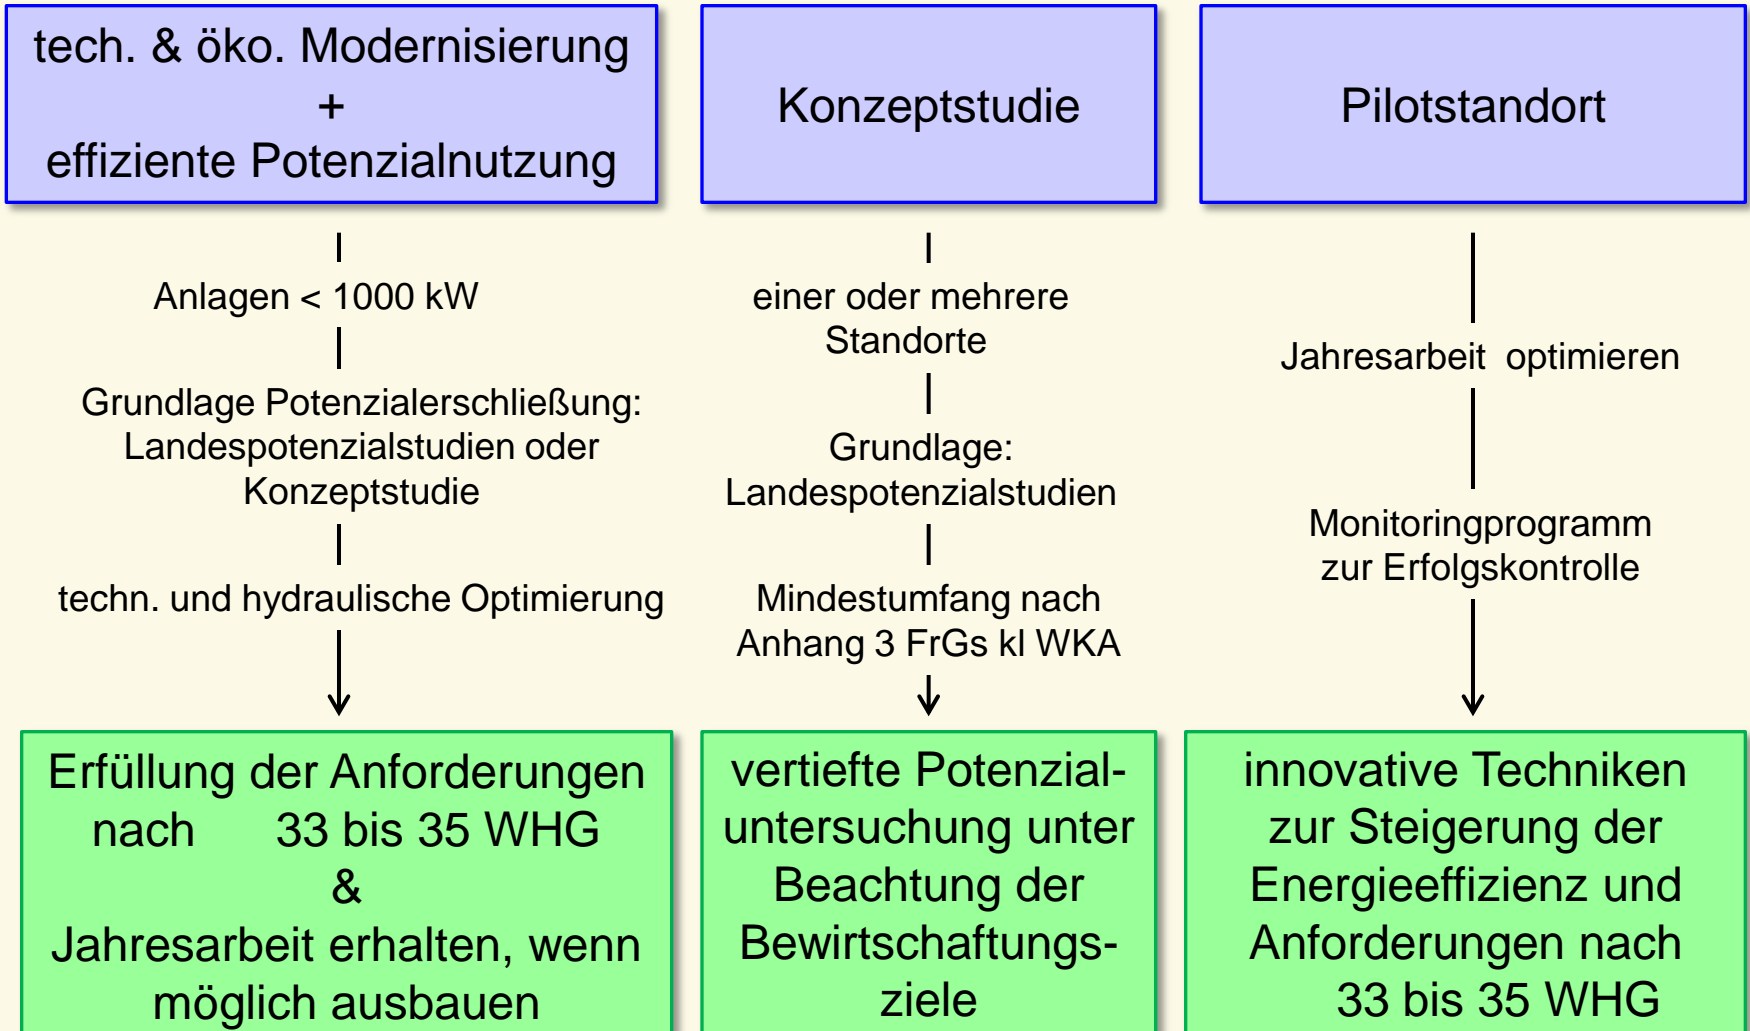 tech. & öko. Modernisierung
+
effiziente Potenzialnutzung
Anlagen < 1000 kW
Grundlage Potenzialerschließung:
Landespotenzialstudien oder
Konzeptstudie
techn. und hydraulische Optimierung
Erfüllung der Anforderungen
nach 33 bis 35 WHG
&
Jahresarbeit erhalten, wenn
möglich ausbauen
Konzeptstudie
einer oder mehrere
Standorte
Grundlage:
Landespotenzialstudien
Mindestumfang nach
Anhang 3 FrGs kl WKA
vertiefte Potenzial-
untersuchung unter
Beachtung der
Bewirtschaftungs-
ziele
Pilotstandort
Jahresarbeit optimieren
Monitoringprogramm
zur Erfolgskontrolle
innovative Techniken
zur Steigerung der
Energieeffizienz und
Anforderungen nach
33 bis 35 WHG